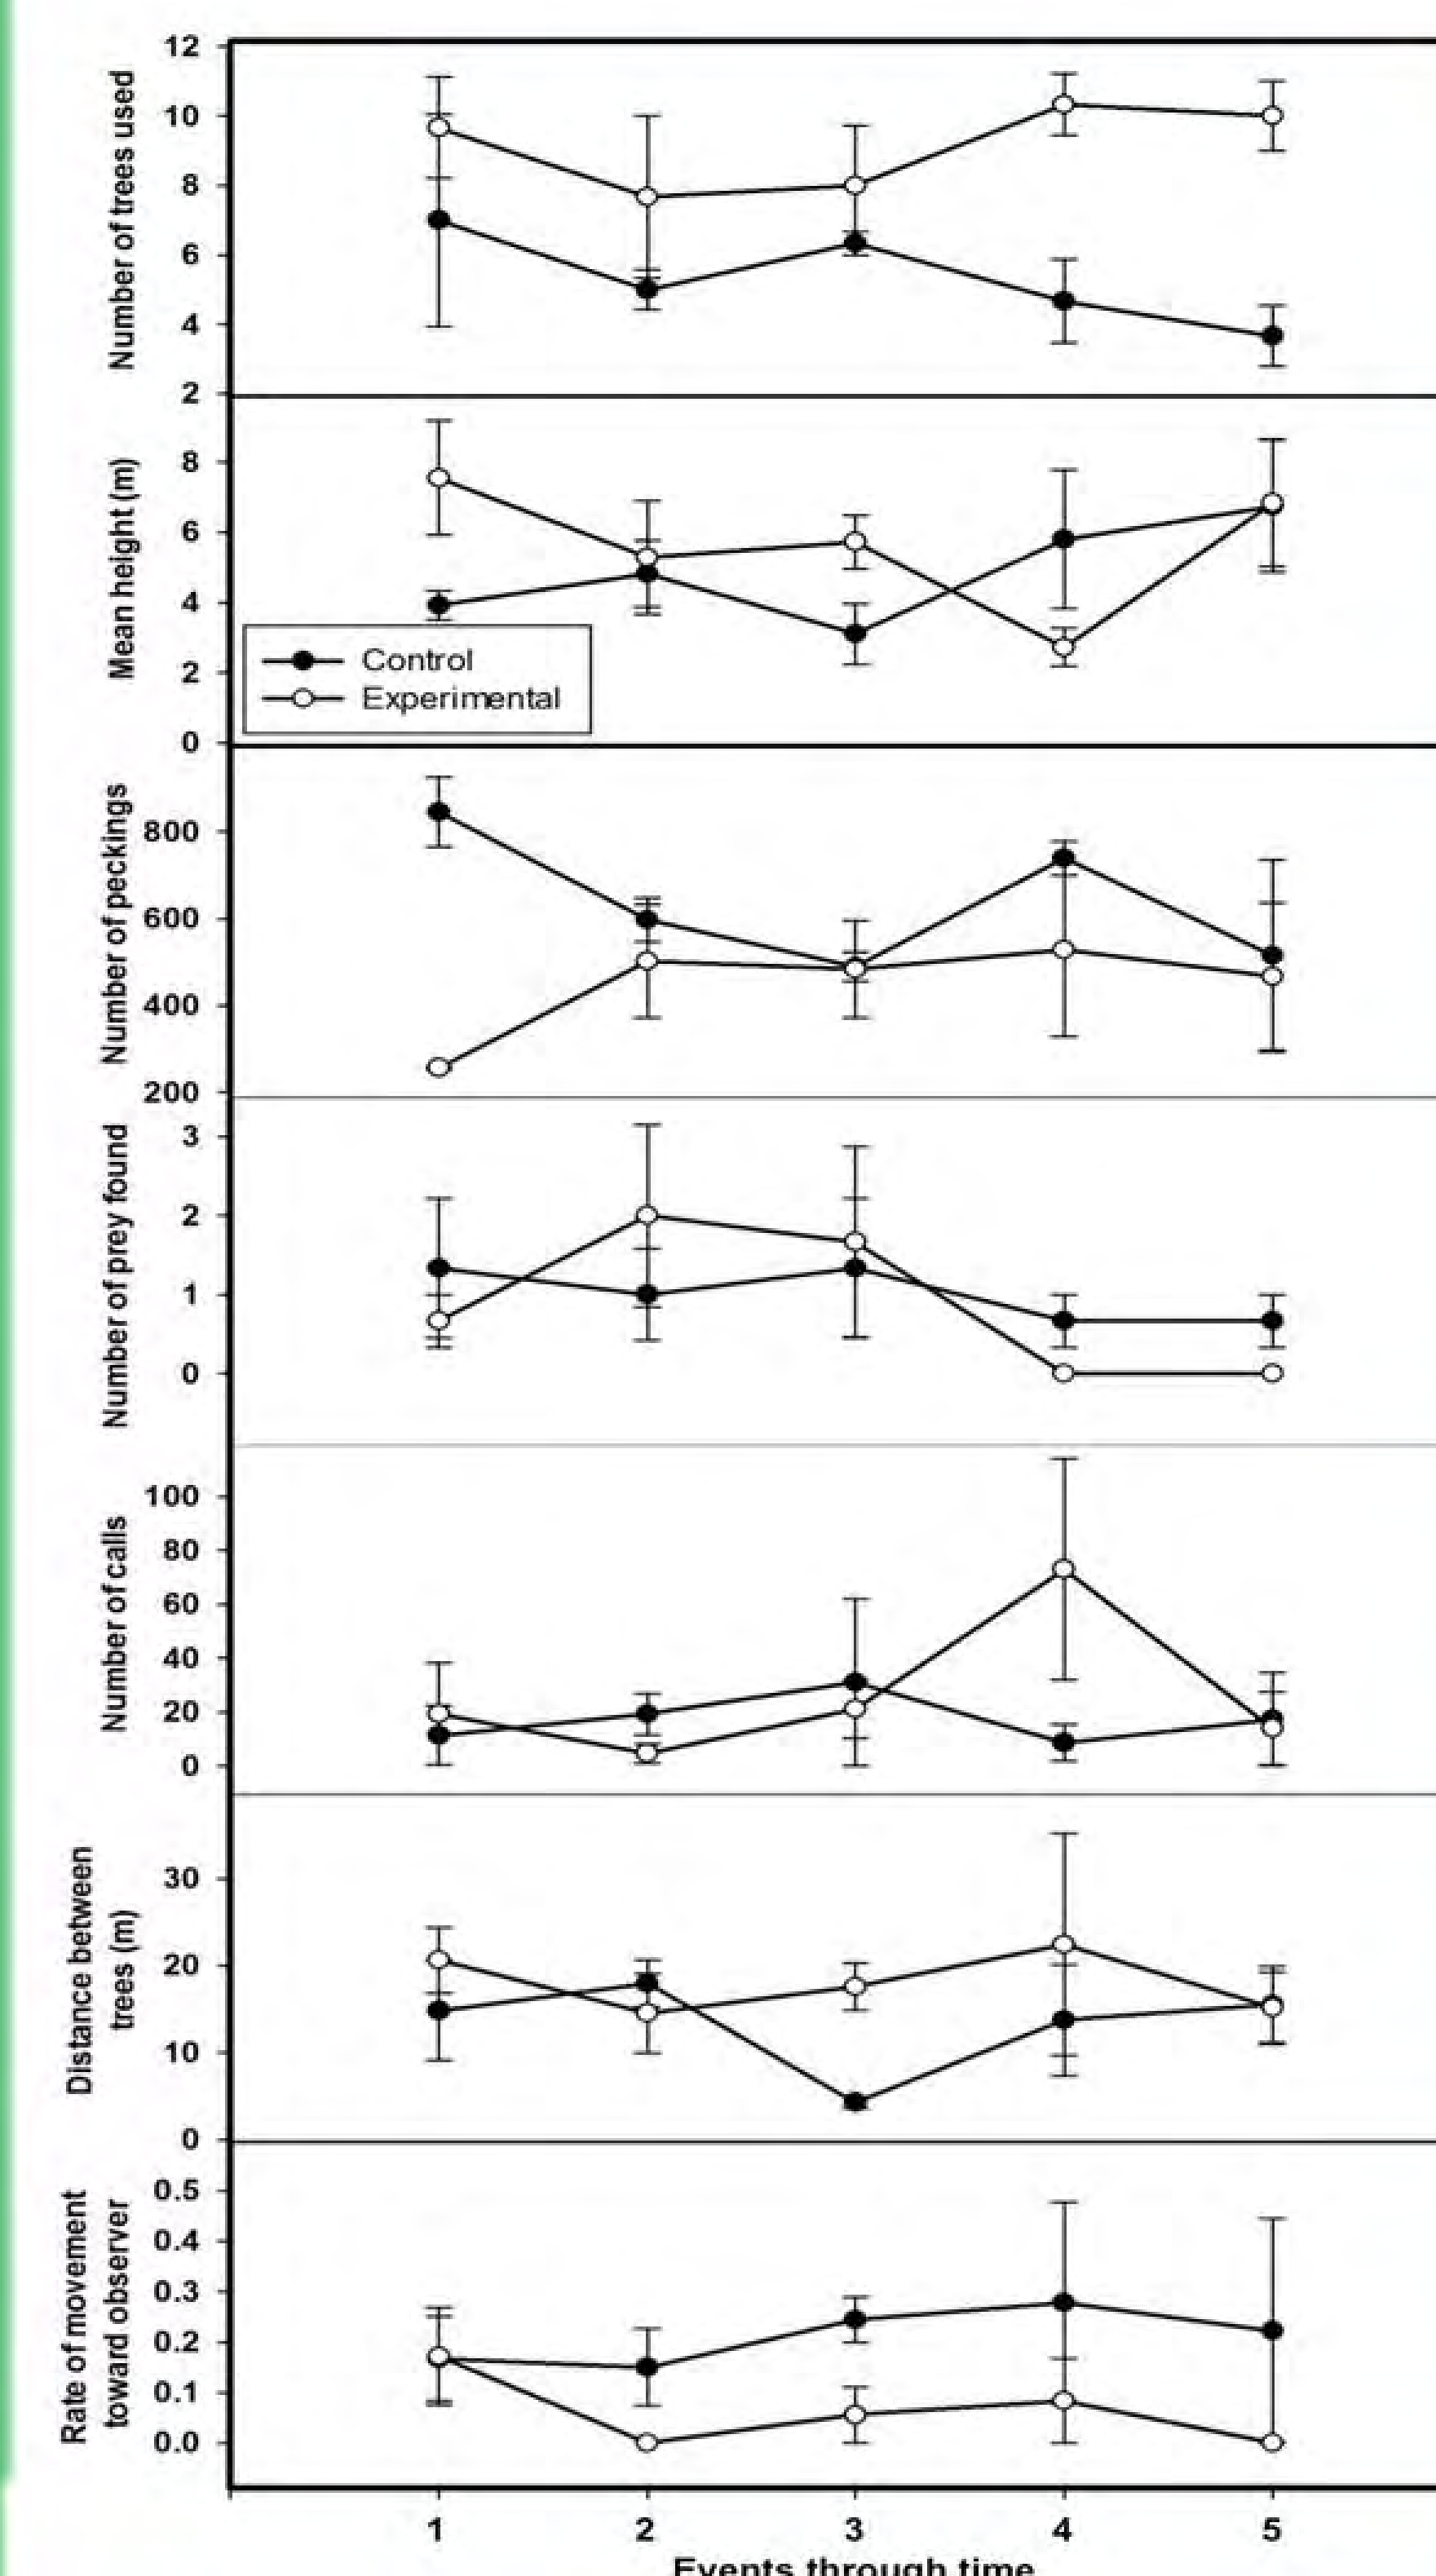 Number of trees used
12
10
8
6
4
2
Mean height (m)
8
6
4
2
0
Control
Experimental
Number of peckings
800
600
400
200
Number of prey found
3
2
1
0
Number of calls
100
80
60
40
20
0
Distance between
trees (m)
30
20
10
0
Rate of movement
toward observer
0.5
0.4
0.3
0.2
0.1
0.0
1 2 3 4 5
Events through time